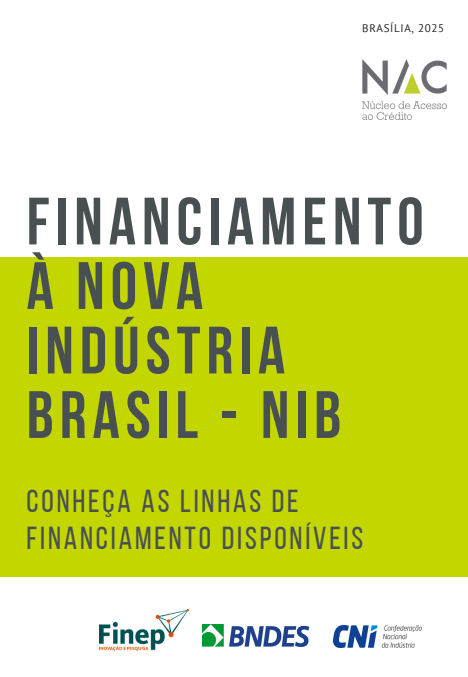 BRASÍLIA, 2025
NAC
Núcleo de Acesso
ao Crédito
FINANCIAMENTO
À NOVA
INDÚSTRIA
BRASIL - NIB
CONHEÇA AS LINHAS DE
FINANCIAMENTO DISPONÍVEIS
Finep
INOVAÇÃO E PESQUISA
BNDES
CNI
Confederação
Nacional
da Indústria